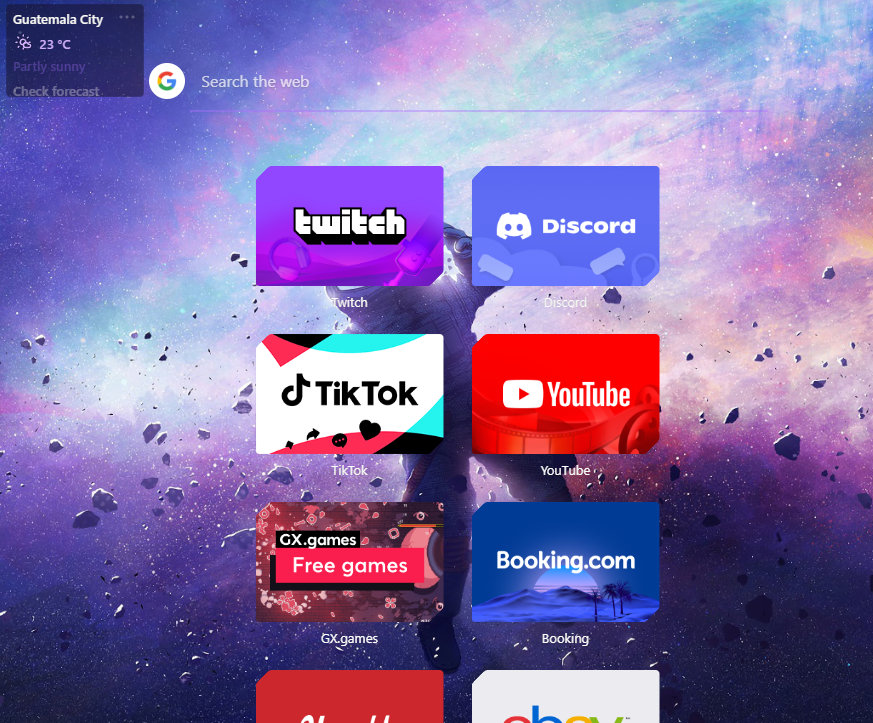 Guatemala City
23 °C
Partly sunny
Check forecast
Search the web
twitch
Discord
Twitch
Discord
TikTok
YouTube
TikTok
YouTube
GX.games
Free games
Booking.com
GX.games
Booking
ebay